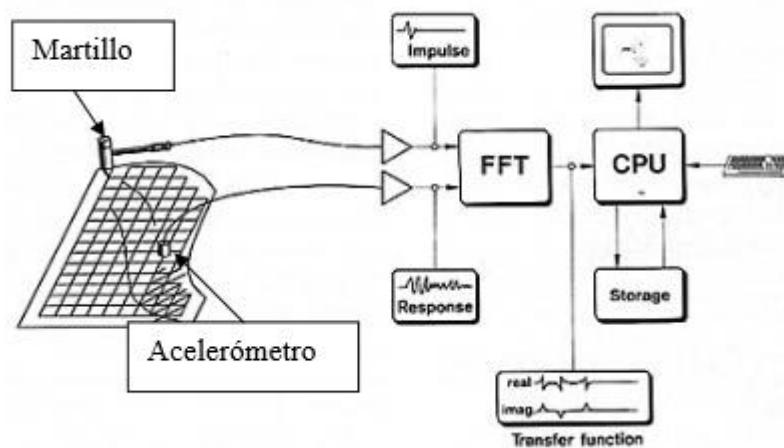 Martillo
Impulse
FFT
CPU
Response
Storage
Acelerómetro
real
imag
Transfer function